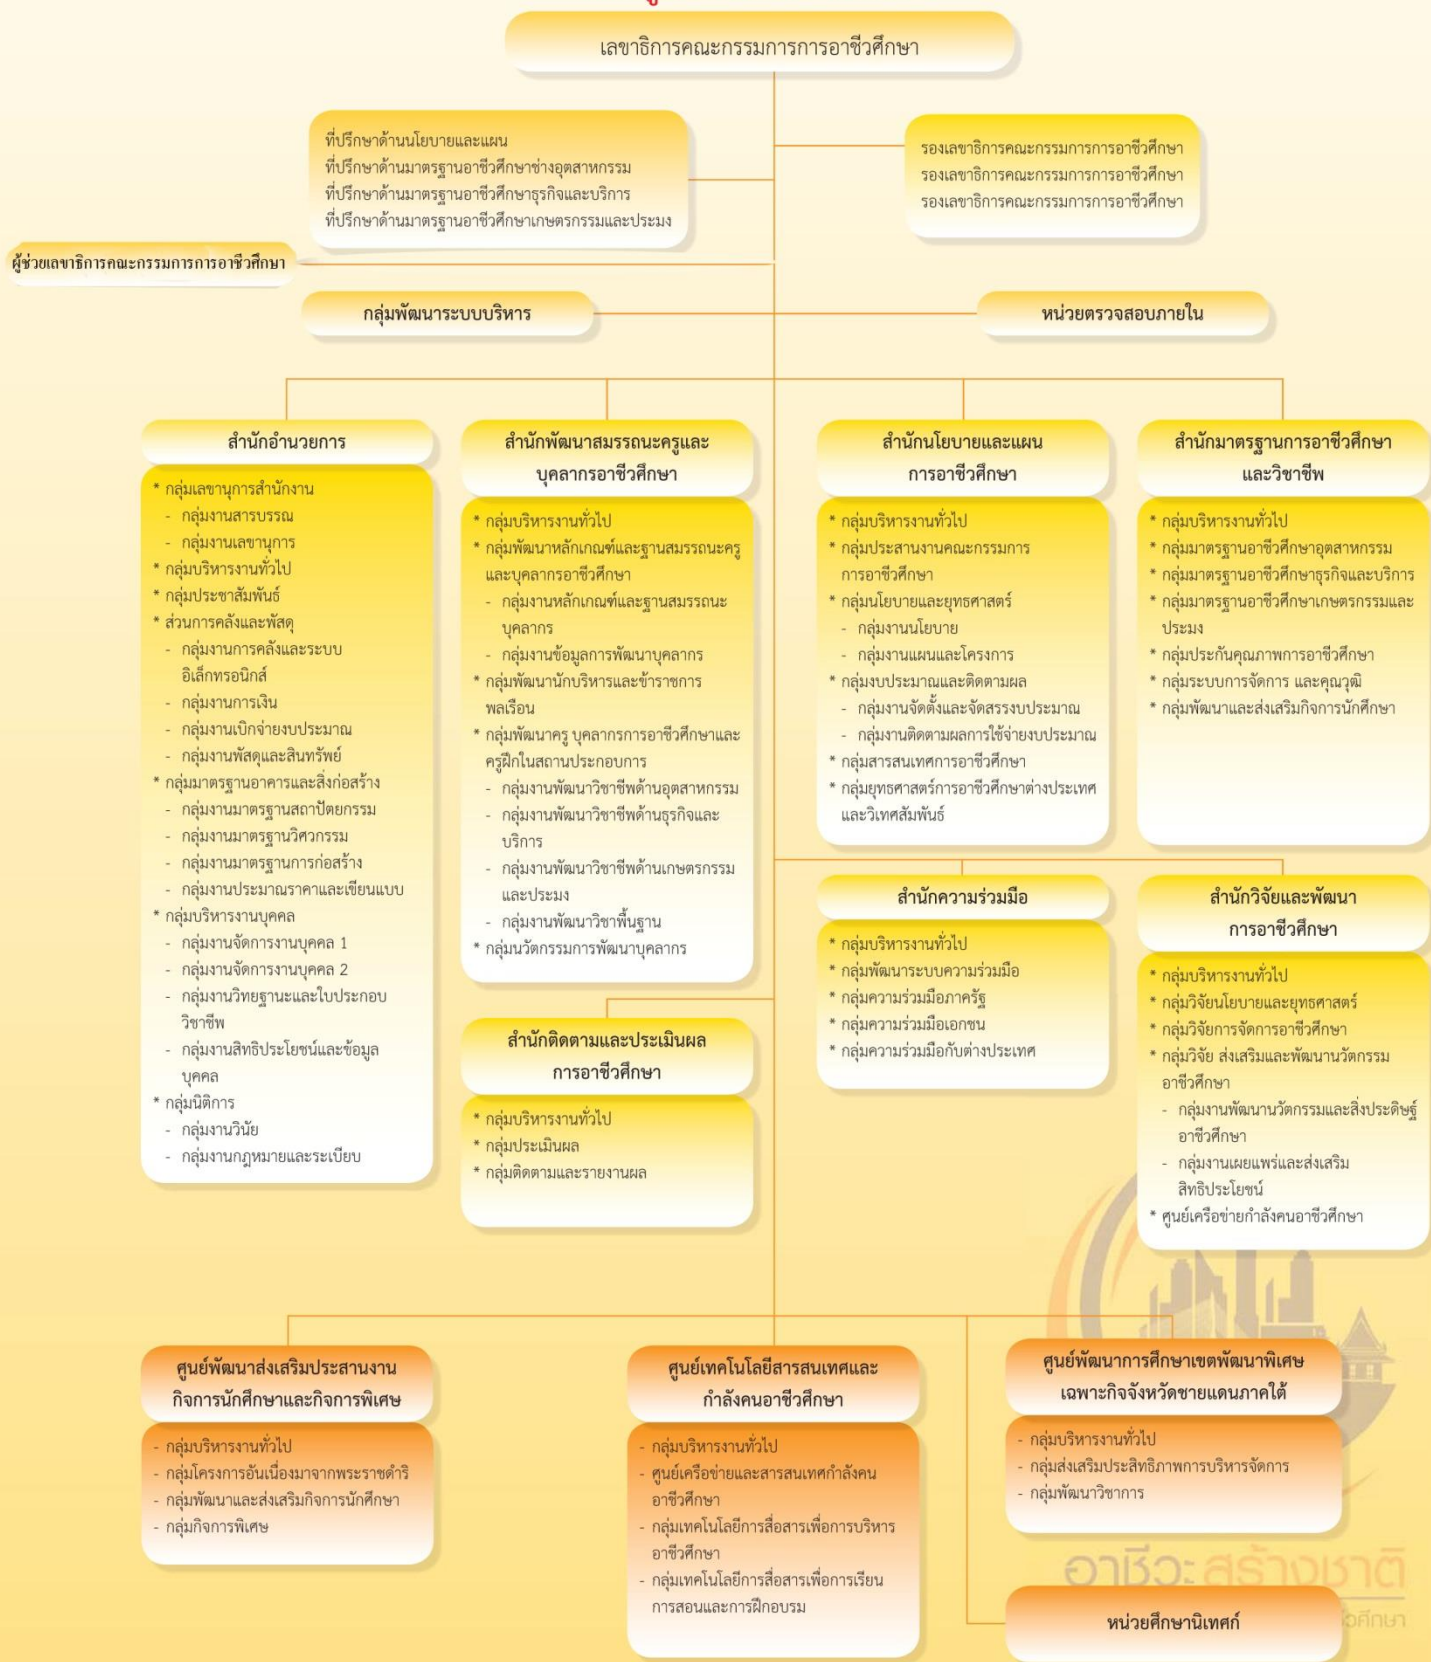 เลขาธิการคณะกรรมการการอาชีวศึกษา
ที่ปรึกษาด้านนโยบายและแผน
ที่ปรึกษาด้านมาตรฐานอาชีวศึกษาช่างอุตสาหกรรม
ที่ปรึกษาด้านมาตรฐานอาชีวศึกษาธุรกิจและบริการ
ที่ปรึกษาด้านมาตรฐานอาชีวศึกษาเกษตรกรรมและประมง
รองเลขาธิการคณะกรรมการการอาชีวศึกษา
รองเลขาธิการคณะกรรมการการอาชีวศึกษา
รองเลขาธิการคณะกรรมการการอาชีวศึกษา
ผู้ช่วยเลขาธิการคณะกรรมการการอาชีวศึกษา
กลุ่มพัฒนาระบบบริหาร
หน่วยตรวจสอบภายใน
สำนักอำนวยการ
* กลุ่มเลขานุการสำนักงาน
- กลุ่มงานสารบรรณ
- กลุ่มงานเลขานุการ
* กลุ่มบริหารงานทั่วไป
* กลุ่มประชาสัมพันธ์
* ส่วนการคลังและพัสดุ
- กลุ่มงานการคลังและระบบ
อิเล็กทรอนิกส์
- กลุ่มงานการเงิน
- กลุ่มงานเบิกจ่ายงบประมาณ
- กลุ่มงานพัสดุและสินทรัพย์
* กลุ่มมาตรฐานอาคารและสิ่งก่อสร้าง
- กลุ่มงานมาตรฐานสถาปัตยกรรม
- กลุ่มงานมาตรฐานวิศวกรรม
- กลุ่มงานมาตรฐานการก่อสร้าง
- กลุ่มงานประมาณราคาและเขียนแบบ
* กลุ่มบริหารงานบุคคล
- กลุ่มงานจัดการงานบุคคล 1
- กลุ่มงานจัดการงานบุคคล 2
- กลุ่มงานวิทยฐานะและใบประกอบ
วิชาชีพ
- กลุ่มงานสิทธิประโยชน์และข้อมูล
บุคคล
* กลุ่มนิติการ
- กลุ่มงานวินัย
- กลุ่มงานกฎหมายและระเบียบ
สำนักพัฒนาสมรรถนะครูและ
บุคลากรอาชีวศึกษา
* กลุ่มบริหารงานทั่วไป
* กลุ่มพัฒนาหลักเกณฑ์และฐานสมรรถนะครู
และบุคลากรอาชีวศึกษา
- กลุ่มงานหลักเกณฑ์และฐานสมรรถนะ
บุคลากร
- กลุ่มงานข้อมูลการพัฒนาบุคลากร
* กลุ่มพัฒนานักบริหารและข้าราชการ
พลเรือน
* กลุ่มพัฒนาครู บุคลากรการอาชีวศึกษาและ
ครูฝึกในสถานประกอบการ
- กลุ่มงานพัฒนาวิชาชีพด้านอุตสาหกรรม
- กลุ่มงานพัฒนาวิชาชีพด้านธุรกิจและ
บริการ
- กลุ่มงานพัฒนาวิชาชีพด้านเกษตรกรรม
และประมง
- กลุ่มงานพัฒนาวิชาพื้นฐาน
* กลุ่มนวัตกรรมการพัฒนาบุคลากร
สำนักนโยบายและแผน
การอาชีวศึกษา
* กลุ่มบริหารงานทั่วไป
* กลุ่มประสานงานคณะกรรมการ
การอาชีวศึกษา
* กลุ่มนโยบายและยุทธศาสตร์
- กลุ่มงานนโยบาย
- กลุ่มงานแผนและโครงการ
* กลุ่มงบประมาณและติดตามผล
- กลุ่มงานจัดตั้งและจัดสรรงบประมาณ
- กลุ่มงานติดตามผลการใช้จ่ายงบประมาณ
* กลุ่มสารสนเทศการอาชีวศึกษา
* กลุ่มยุทธศาสตร์การอาชีวศึกษาต่างประเทศ
และวิเทศสัมพันธ์
สำนักมาตรฐานการอาชีวศึกษา
และวิชาชีพ
* กลุ่มบริหารงานทั่วไป
* กลุ่มมาตรฐานอาชีวศึกษาอุตสาหกรรม
* กลุ่มมาตรฐานอาชีวศึกษาธุรกิจและบริการ
* กลุ่มมาตรฐานอาชีวศึกษาเกษตรกรรมและ
ประมง
* กลุ่มประกันคุณภาพการอาชีวศึกษา
* กลุ่มระบบการจัดการ และคุณวุฒิ
* กลุ่มพัฒนาและส่งเสริมกิจการนักศึกษา
สำนักความร่วมมือ
* กลุ่มบริหารงานทั่วไป
* กลุ่มพัฒนาระบบความร่วมมือ
* กลุ่มความร่วมมือภาครัฐ
* กลุ่มความร่วมมือเอกชน
* กลุ่มความร่วมมือกับต่างประเทศ
สำนักวิจัยและพัฒนา
การอาชีวศึกษา
* กลุ่มบริหารงานทั่วไป
* กลุ่มวิจัยนโยบายและยุทธศาสตร์
* กลุ่มวิจัยการจัดการอาชีวศึกษา
* กลุ่มวิจัย ส่งเสริมและพัฒนานวัตกรรม
อาชีวศึกษา
- กลุ่มงานพัฒนานวัตกรรมและสิ่งประดิษฐ์
อาชีวศึกษา
- กลุ่มงานเผยแพร่และส่งเสริม
สิทธิประโยชน์
* ศูนย์เครือข่ายกำลังคนอาชีวศึกษา
สำนักติดตามและประเมินผล
การอาชีวศึกษา
* กลุ่มบริหารงานทั่วไป
* กลุ่มประเมินผล
* กลุ่มติดตามและรายงานผล
ศูนย์พัฒนาส่งเสริมประสานงาน
กิจการนักศึกษาและกิจการพิเศษ
- กลุ่มบริหารงานทั่วไป
- กลุ่มโครงการอันเนื่องมาจากพระราชดำริ
- กลุ่มพัฒนาและส่งเสริมกิจการนักศึกษา
- กลุ่มกิจการพิเศษ
ศูนย์เทคโนโลยีสารสนเทศและ
กำลังคนอาชีวศึกษา
- กลุ่มบริหารงานทั่วไป
- ศูนย์เครือข่ายและสารสนเทศกำลังคน
อาชีวศึกษา
- กลุ่มเทคโนโลยีการสื่อสารเพื่อการบริหาร
อาชีวศึกษา
- กลุ่มเทคโนโลยีการสื่อสารเพื่อการเรียน
การสอนและการฝึกอบรม
ศูนย์พัฒนาการศึกษาเขตพัฒนาพิเศษ
เฉพาะกิจจังหวัดชายแดนภาคใต้
- กลุ่มบริหารงานทั่วไป
- กลุ่มส่งเสริมประสิทธิภาพการบริหารจัดการ
- กลุ่มพัฒนาวิชาการ
อาชีวะสร้างชาติ
หน่วยศึกษานิเทศก์